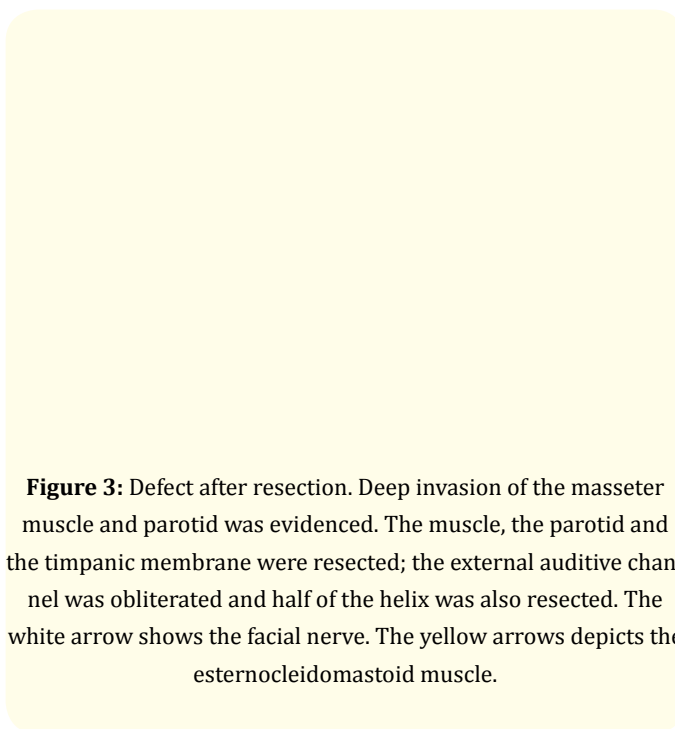 Figure 3: Defect after resection. Deep invasion of the masseter
muscle and parotid was evidenced. The muscle, the parotid and
the timpanic membrane were resected; the external auditive chan
nel was obliterated and half of the helix was also resected. The
white arrow shows the facial nerve. The yellow arrows depicts the
esternocleidomastoid muscle.